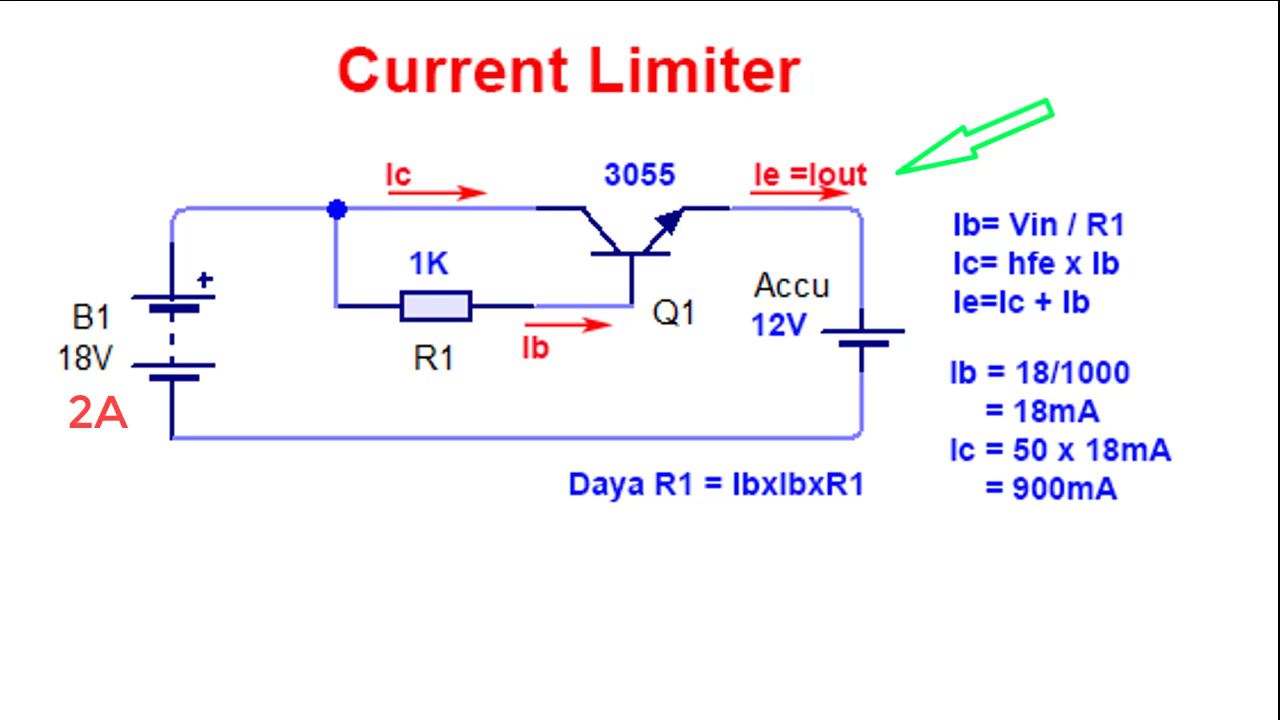 Current Limiter
Ic
3055
Ie =Iout
1K
Ib
R1
Q1
B1
18V
2A
+
Accu
12V
Ib= Vin / R1
Ic= hfe x Ib
Ie=Ic + Ib
Ib = 18/1000
= 18mA
Ic = 50 x 18mA
= 900mA
Daya R1 = IbxIbxR1